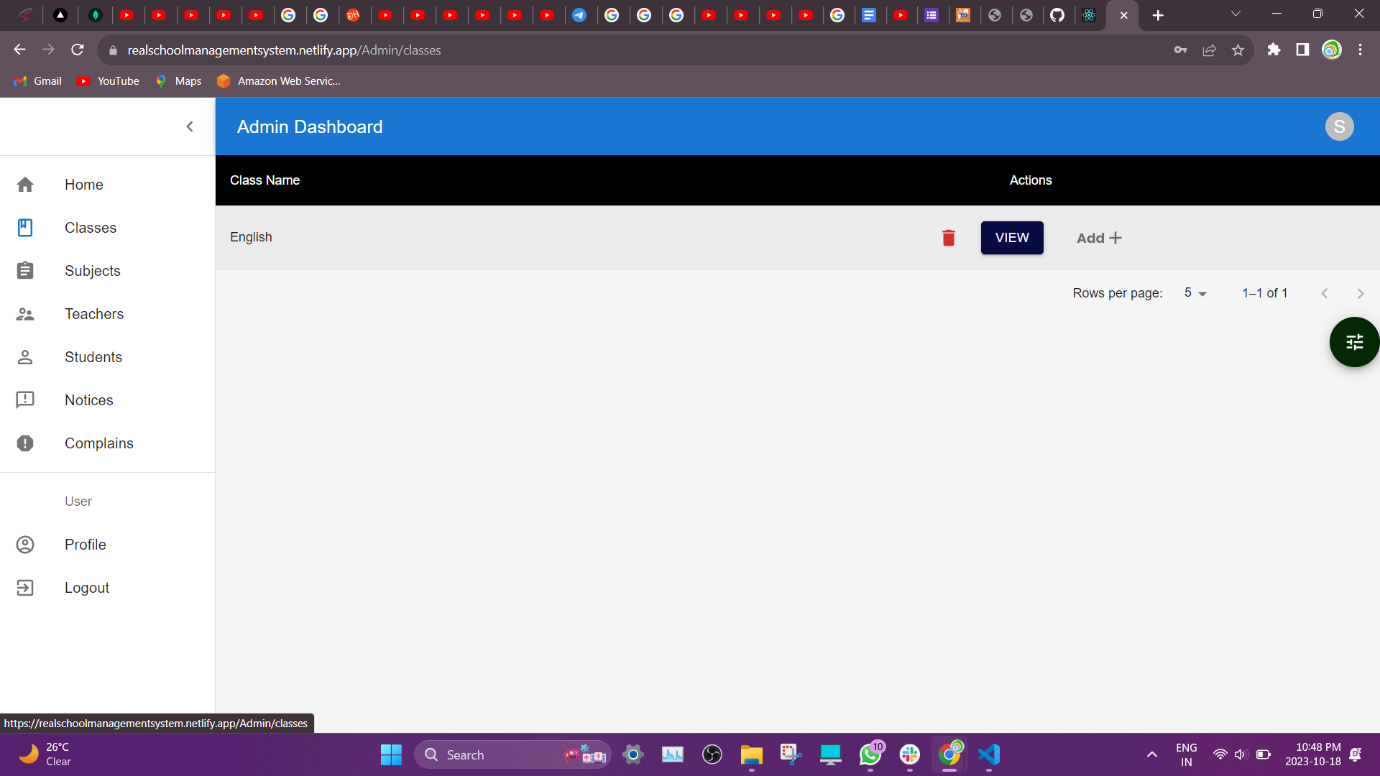 realschoolmanagementsystem.netlify.app/Admin/classes
Gmail YouTube Maps Amazon Web Servic...
Admin Dashboard S
Class Name Actions
Home
Classes
Subjects
Teachers
Students
Notices
Complains
User
Profile
Logout
English VIEW Add +
Rows per page: 5 1–1 of 1
https://realschoolmanagementsystem.netlify.app/Admin/classes
26°C
Clear
Search
10
ENG
IN
10:48 PM
2023-10-18